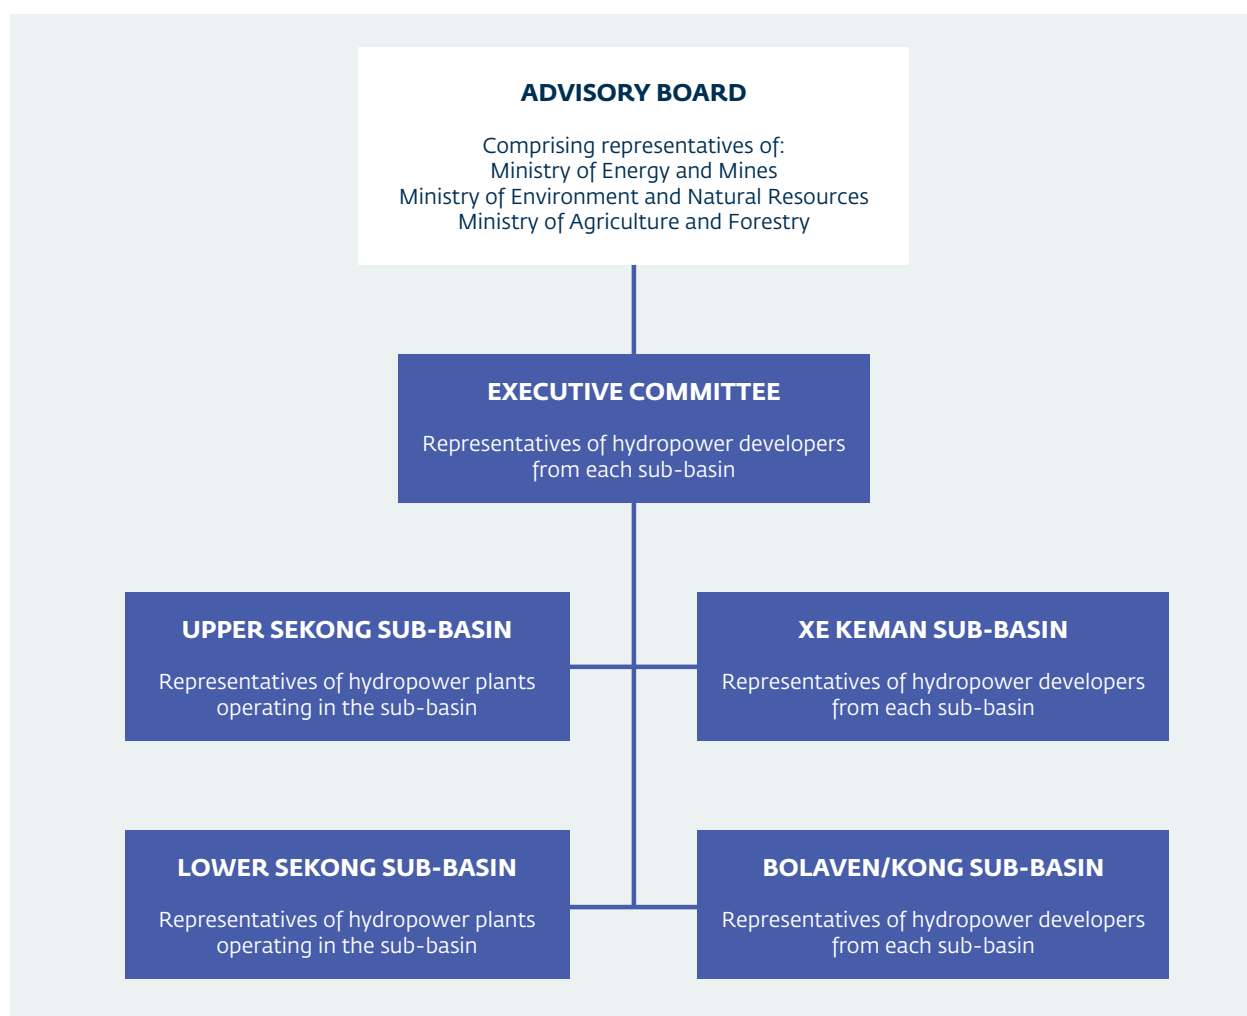 ADVISORY BOARD
Comprising representatives of:
Ministry of Energy and Mines
Ministry of Environment and Natural Resources
Ministry of Agriculture and Forestry
EXECUTIVE COMMITTEE
Representatives of hydropower developers
from each sub-basin
UPPER SEKONG SUB-BASIN
Representatives of hydropower plants
operating in the sub-basin
XE KEMAN SUB-BASIN
Representatives of hydropower developers
from each sub-basin
LOWER SEKONG SUB-BASIN
Representatives of hydropower plants
operating in the sub-basin
BOLAVEN/KONG SUB-BASIN
Representatives of hydropower developers
from each sub-basin